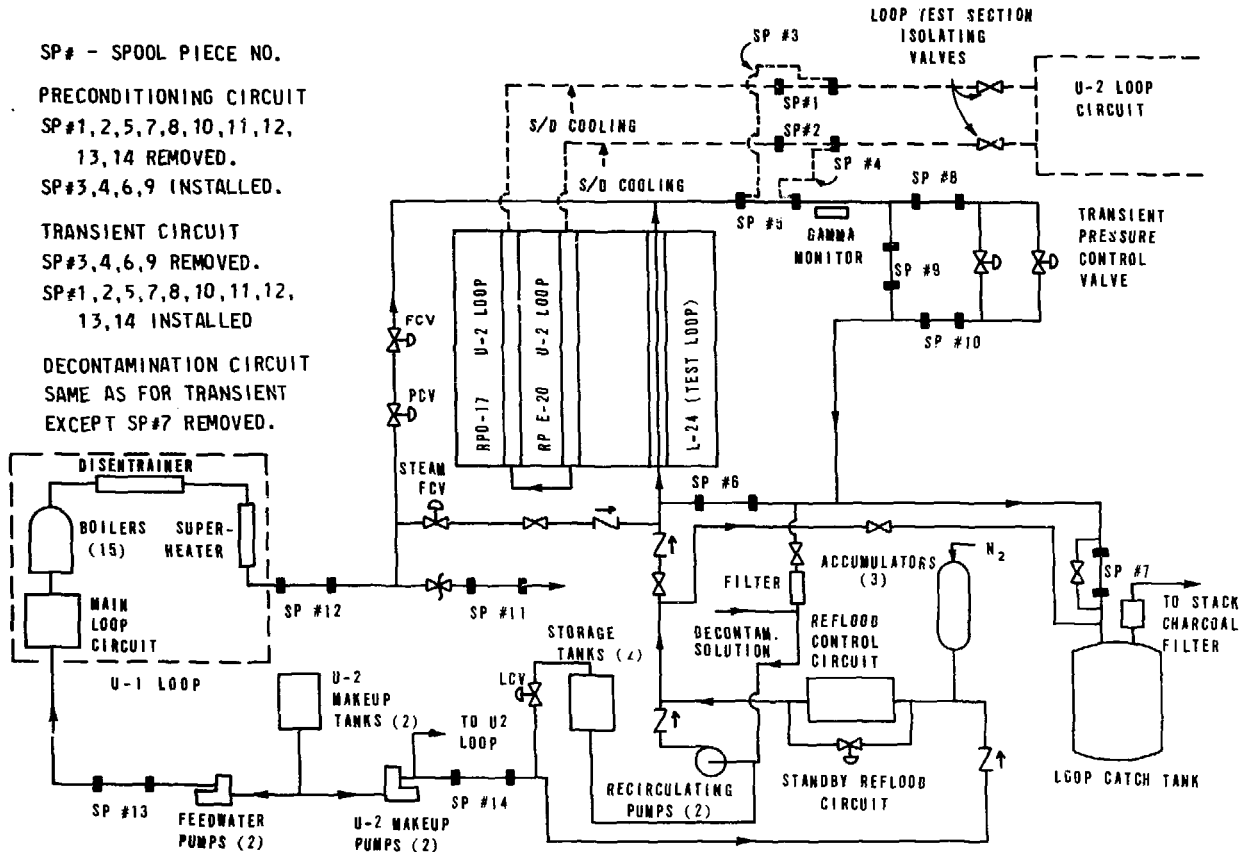 SP# - SPOOL PIECE NO.
PRECONDITIONING CIRCUIT
SP#1,2,5,7,8,10,11,12,
13,14 REMOVED.
SP#3,4,6,9 INSTALLED.
TRANSIENT CIRCUIT
SP#3,4,6,9 REMOVED.
SP#1,2,5,7,8,10,11,12,
13,14 INSTALLED
DECONTAMINATION CIRCUIT
SAME AS FOR TRANSIENT
EXCEPT SP#7 REMOVED.
LOOP TEST SECTION
ISOLATING
VALVES
SP #3
SP#1
U-2 LOOP
CIRCUIT
S/D COOLING
SP#2
SP #4
S/D COOLING
SP #5
GAMMA
MONITOR
SP #8
SP #9
SP #10
TRANSIENT
PRESSURE
CONTROL
VALVE
FCV
PCV
RPD-17 U-2 LOOP
RP E-20 U-2 LOOP
L-24 (TEST LOOP)
STEAM
FCV
SP #6
DISENTRAINER
BOILERS
(15)
SUPER-
HEATER
MAIN
LOOP
CIRCUIT
U-1 LOOP
SP #12
SP #11
FILTER
ACCUMULATORS
(3)
N2
SP #7
TO STACK
CHARCOAL
FILTER
DECONTAM.
SOLUTION
REFLOOD
CONTROL
CIRCUIT
STORAGE
TANKS (2)
LCV
U-2
MAKEUP
TANKS (2)
TO U2
LOOP
SP #13
FEEDWATER
PUMPS (2)
U-2 MAKEUP
PUMPS (2)
SP #14
RECIRCULATING
PUMPS (2)
STANDBY REFLOOD
CIRCUIT
LOOP CATCH TANK